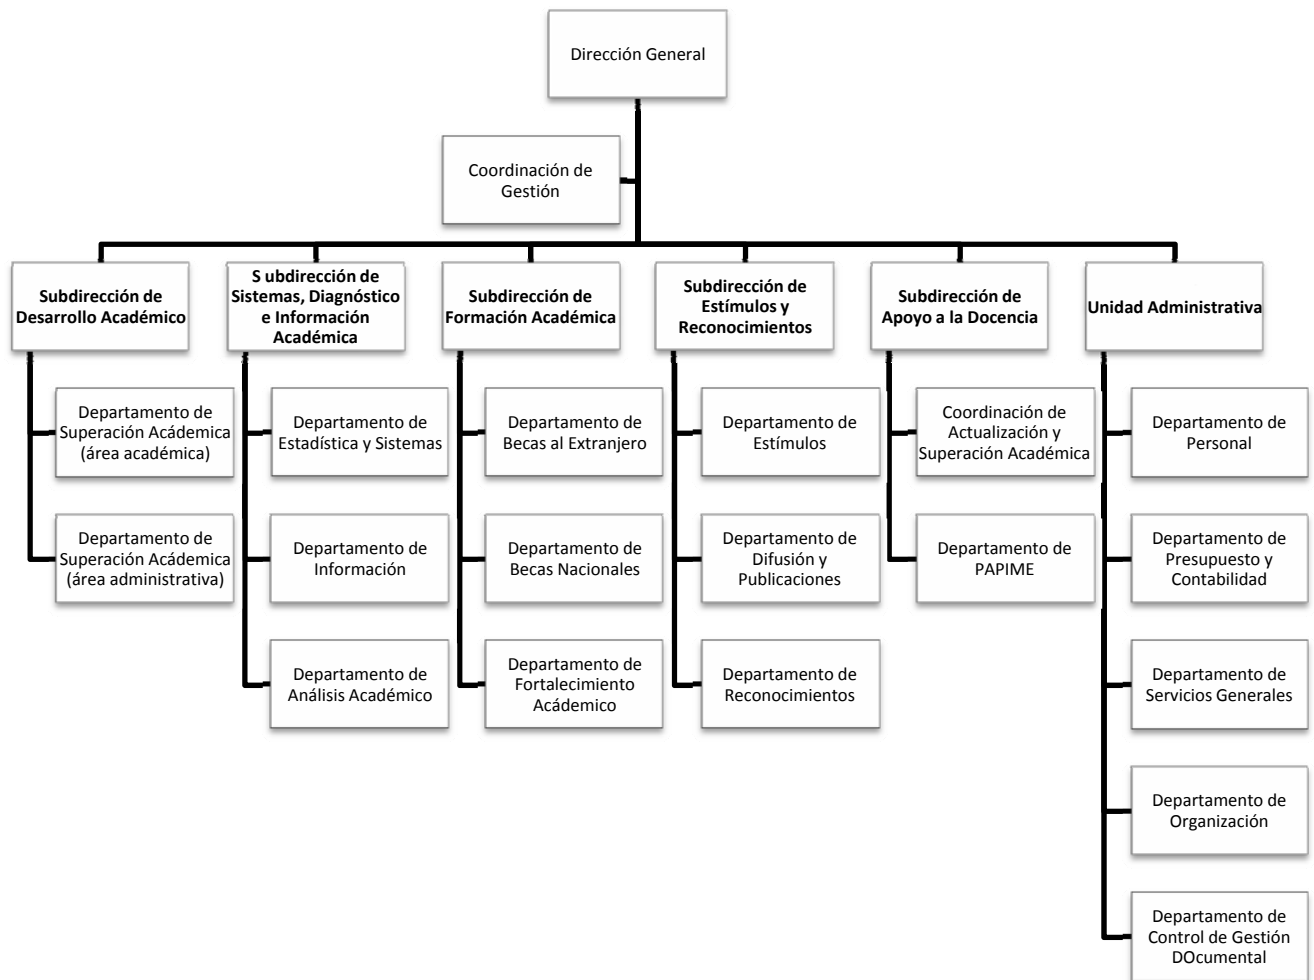 Dirección General
Coordinación de
Gestión
Subdirección de
Desarrollo Académico
S ubdirección de
Sistemas, Diagnóstico
e Información
Académica
Subdirección de
Formación Académica
Subdirección de
Estímulos y
Reconocimientos
Subdirección de
Apoyo a la Docencia
Unidad Administrativa
Departamento de
Superación Acádemica
(área académica)
Departamento de
Superación Acádemica
(área administrativa)
Departamento de
Estadística y Sistemas
Departamento de
Información
Departamento de
Análisis Académico
Departamento de
Becas al Extranjero
Departamento de
Becas Nacionales
Departamento de
Fortalecimiento
Acádemico
Departamento de
Estímulos
Departamento de
Difusión y
Publicaciones
Departamento de
Reconocimientos
Coordinación de
Actualización y
Superación Académica
Departamento de
PAPIME
Departamento de
Personal
Departamento de
Presupuesto y
Contabilidad
Departamento de
Servicios Generales
Departamento de
Organización
Departamento de
Control de Gestión
DOcumental